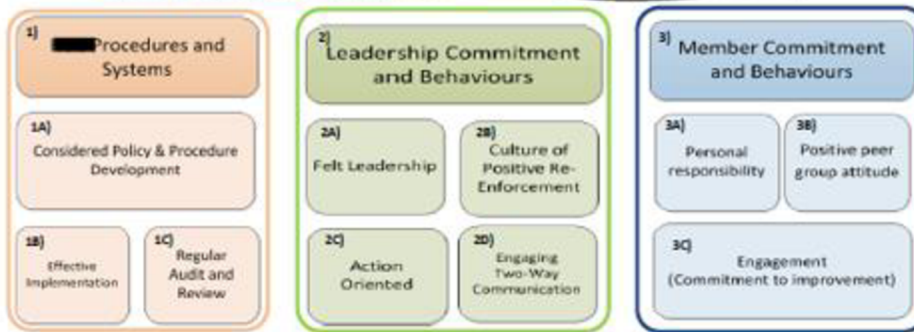 1)
Procedures and
Systems
1A)
Considered Policy & Procedure
Development
1B)
Effective
Implementation
1C)
Regular
Audit and
Review
2)
Leadership Commitment
and Behaviours
2A)
Felt Leadership
2B)
Culture of
Positive Re-
Enforcement
2C)
Action
Oriented
2D)
Engaging
Two-Way
Communication
3)
Member Commitment
and Behaviours
3A)
Personal
responsibility
3B)
Positive peer
group attitude
3C)
Engagement
(Commitment to improvement)